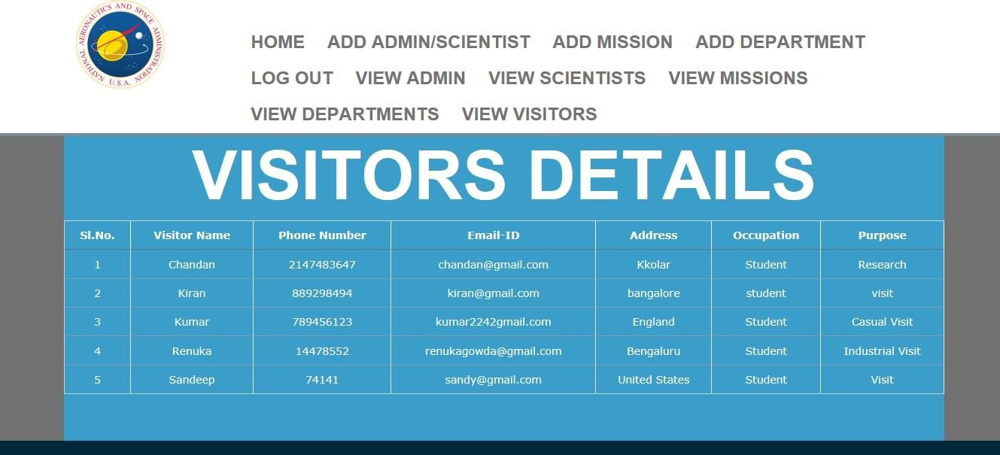 NATIONAL AERONAUTICS AND SPACE ADMINISTRATION
U.S.A.
HOME ADD ADMIN/SCIENTIST ADD MISSION ADD DEPARTMENT
LOG OUT VIEW ADMIN VIEW SCIENTISTS VIEW MISSIONS
VIEW DEPARTMENTS VIEW VISITORS
VISITORS DETAILS
Sl.No. Visitor Name Phone Number Email-ID Address Occupation Purpose
1 Chandan 2147483647 chandan@gmail.com Kkolar Student Research
2 Kiran 889298494 kiran@gmail.com bangalore student visit
3 Kumar 789456123 kumar2242gmail.com England Student Casual Visit
4 Renuka 14478552 renukagowda@gmail.com Bengaluru Student Industrial Visit
5 Sandeep 74141 sandy@gmail.com United States Student Visit